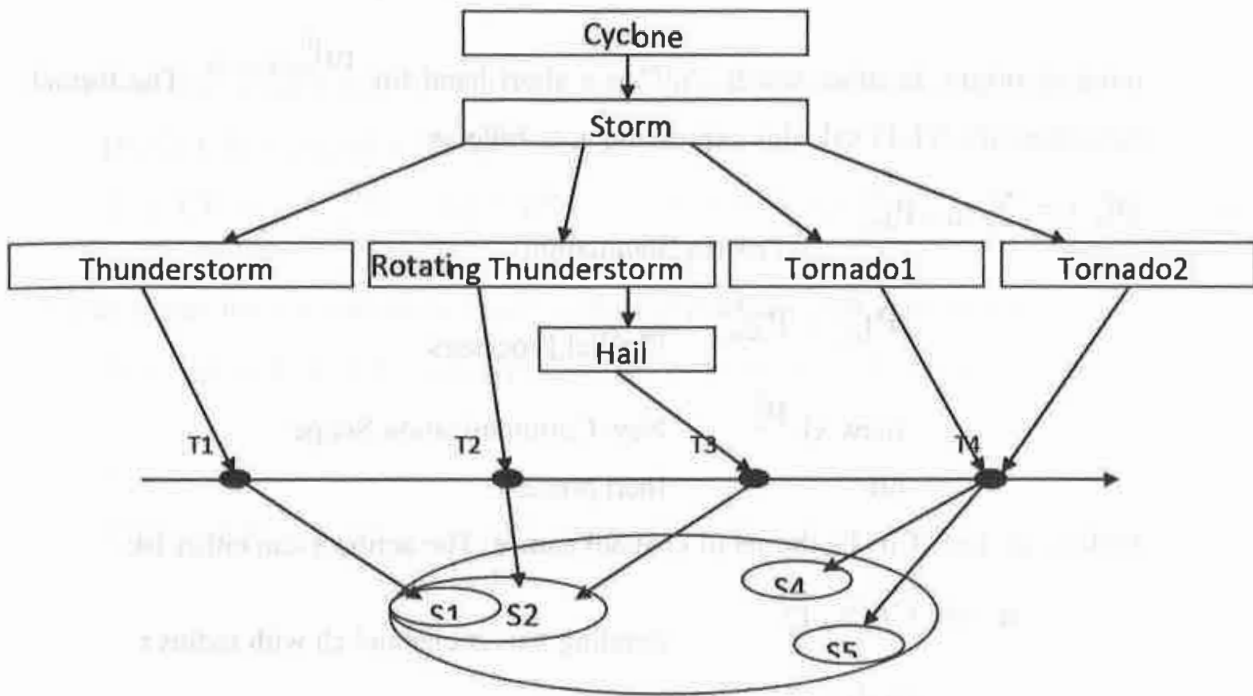 Cyclone
Storm
Thunderstorm
Rotating Thunderstorm
Tornado1
Tornado2
Hail
T1
T2
T3
T4
S1
S2
S4
S5